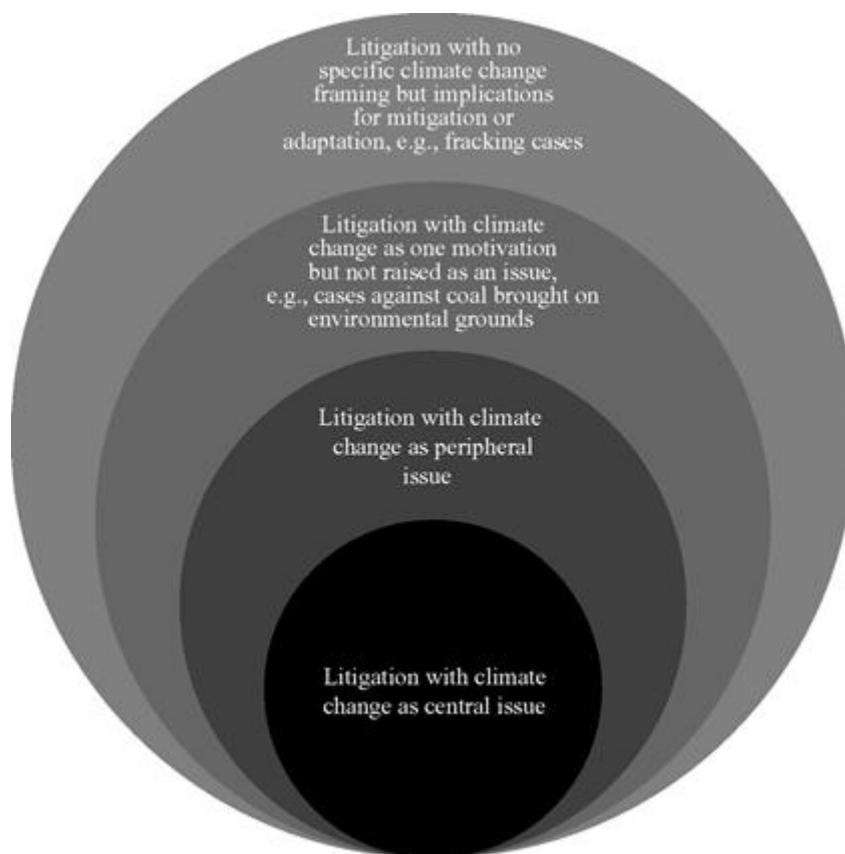 Litigation with no
specific climate change
framing but implications
for mitigation or
adaptation, e.g., fracking cases
Litigation with climate
change as one motivation
but not raised as an issue,
e.g., cases against coal brought on
environmental grounds
Litigation with climate
change as peripheral
issue
Litigation with climate
change as central issue